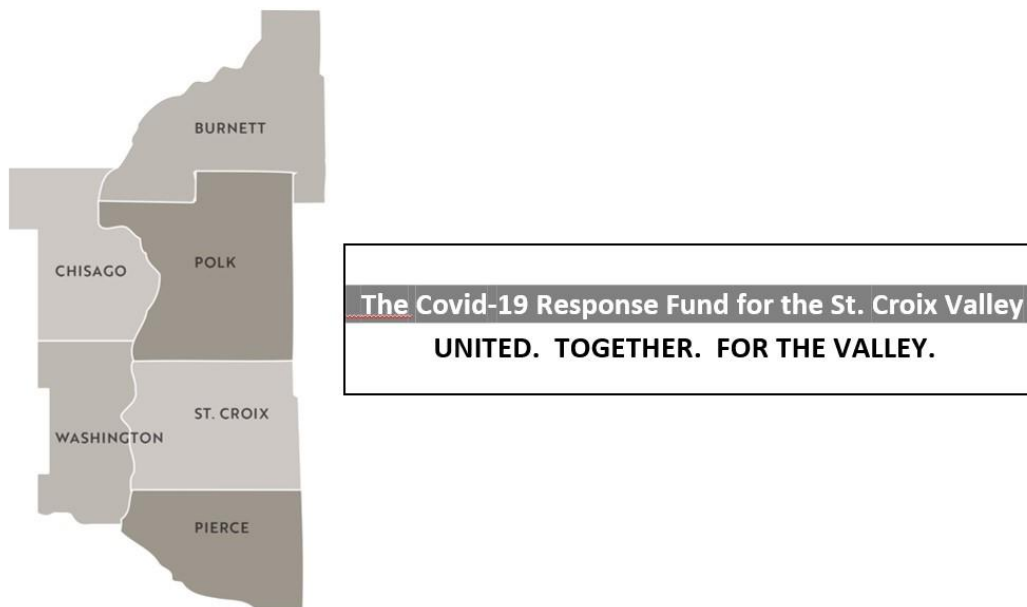 BURNETT
POLK
CHISAGO
The Covid-19 Response Fund for the St. Croix Valley
UNITED. TOGETHER. FOR THE VALLEY.
ST. CROIX
WASHINGTON
PIERCE